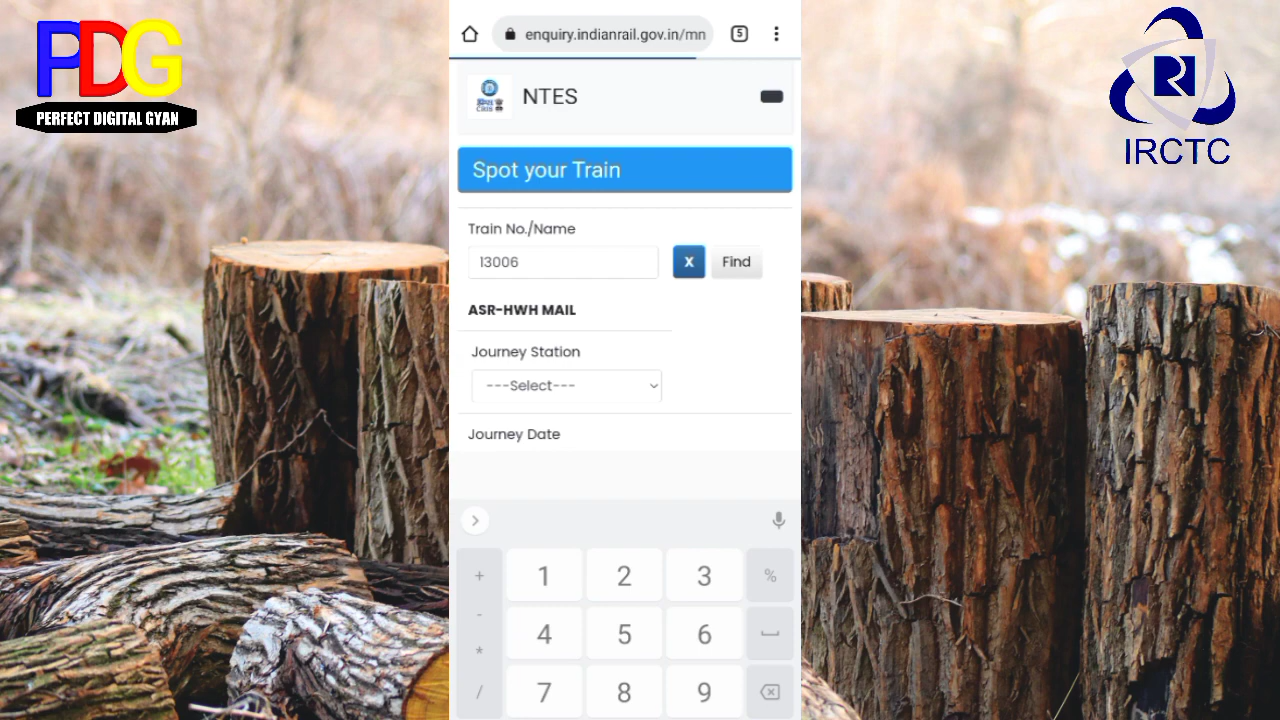 PDG
PERFECT DIGITAL GYAN
enquiry.indianrail.gov.in/mn
5
NTES
Spot your Train
Train No./Name
13006
X
Find
ASR-HWH MAIL
Journey Station
---Select---
Journey Date
+
1
2
3
%
-
4
5
6
*
/
7
8
9
R
IRCTC